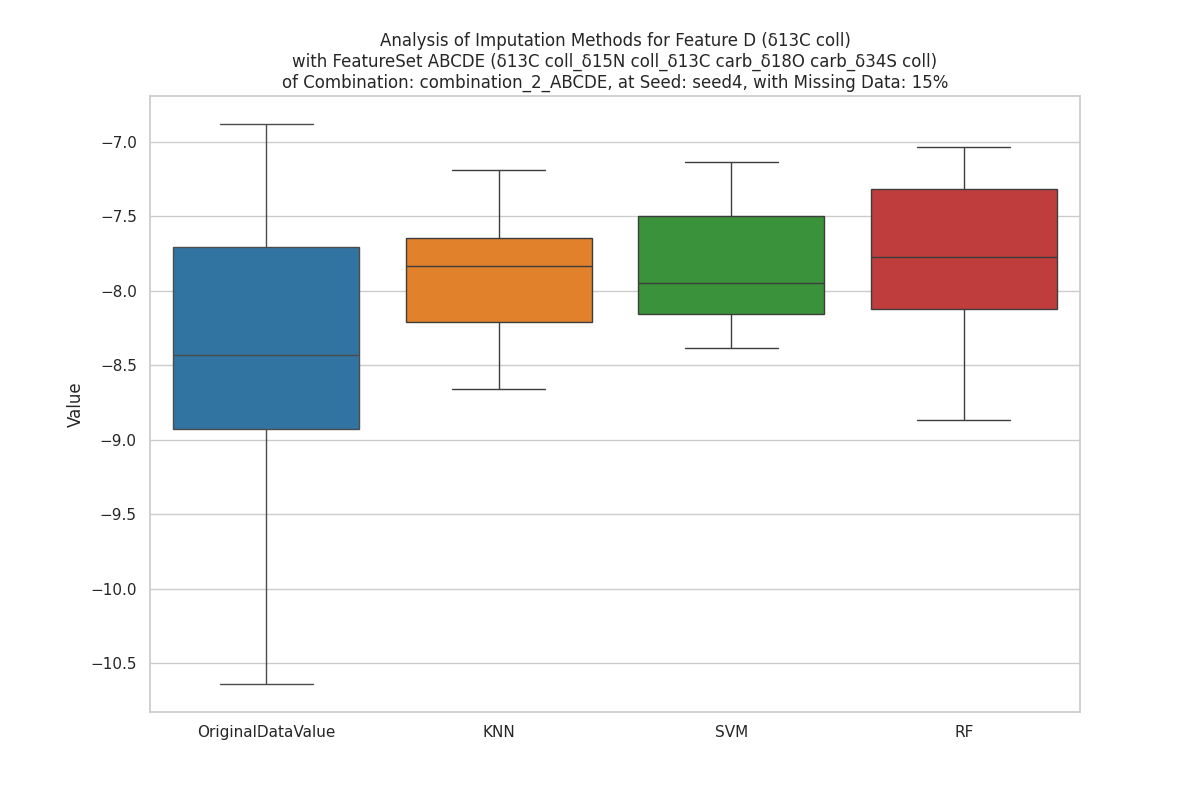 Analysis of Imputation Methods for Feature D (δ13C coll)
with FeatureSet ABCDE (δ13C coll_δ15N coll_δ13C carb_δ18O carb_δ34S coll)
of Combination: combination_2_ABCDE, at Seed: seed4, with Missing Data: 15%
Value
−7.0
−7.5
−8.0
−8.5
−9.0
−9.5
−10.0
−10.5
OriginalDataValue
KNN
SVM
RF